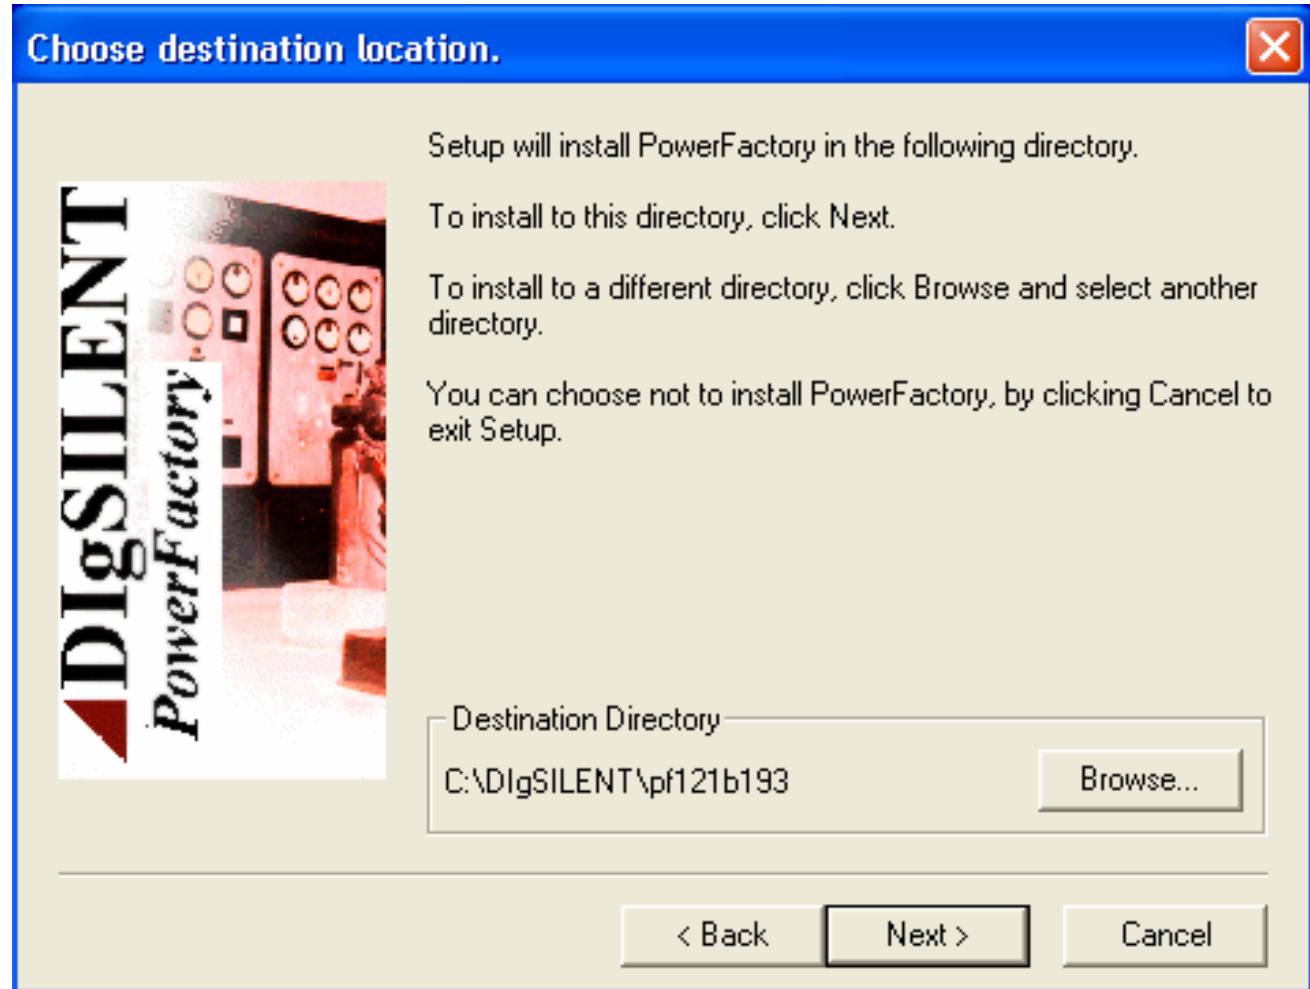 Choose destination location.
DIgSILENT
PowerFactory
Setup will install PowerFactory in the following directory.
To install to this directory, click Next.
To install to a different directory, click Browse and select another
directory.
You can choose not to install PowerFactory, by clicking Cancel to
exit Setup.
Destination Directory
C:\DIgSILENT\pf121b193
Browse...
< Back
Next >
Cancel